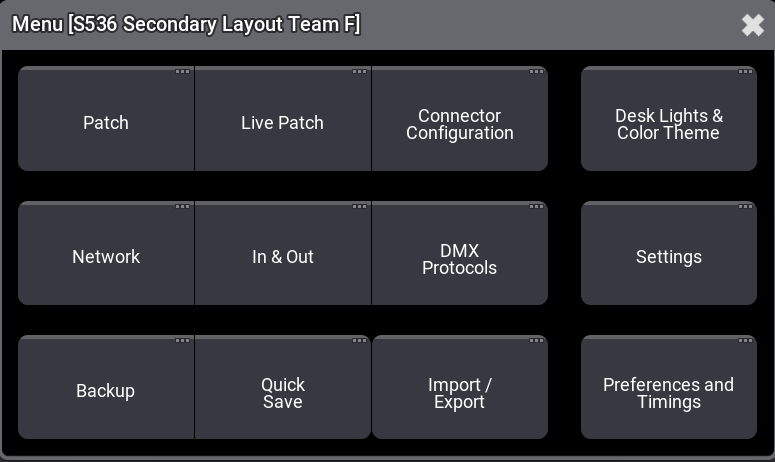 Menu [S536 Secondary Layout Team F]
Patch
Live Patch
Connector
Configuration
Desk Lights &
Color Theme
Network
In & Out
DMX
Protocols
Settings
Backup
Quick
Save
Import /
Export
Preferences and
Timings